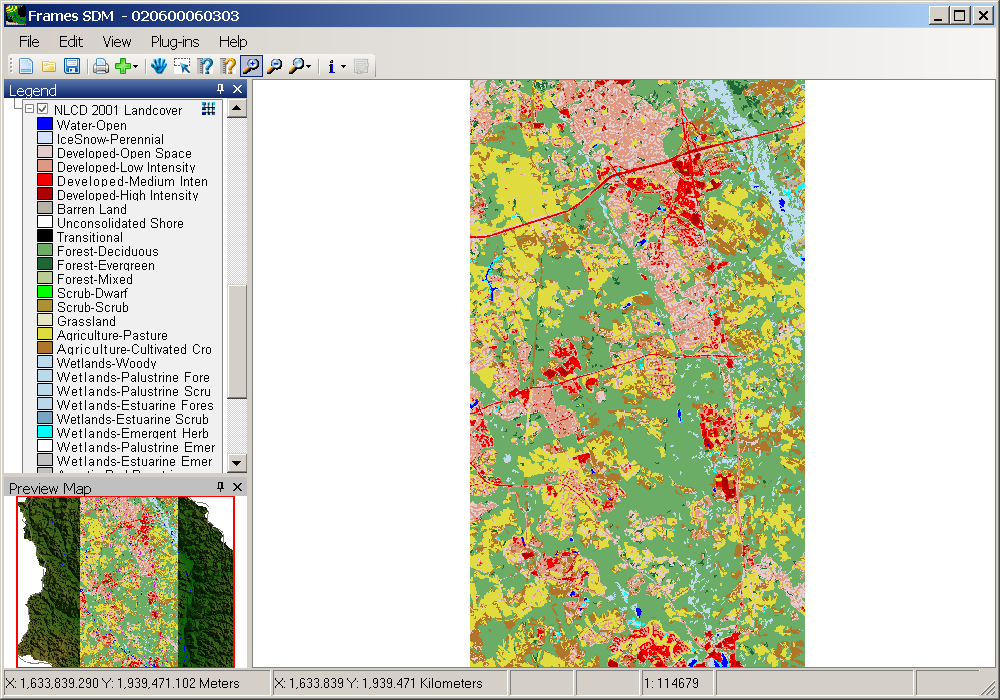 Frames SDM - 020600060303
File Edit View Plug-ins Help
Legend
NLCD 2001 Landcover
Water-Open
IceSnow-Perennial
Developed-Open Space
Developed-Low Intensity
Developed-Medium Inten
Developed-High Intensity
Barren Land
Unconsolidated Shore
Transitional
Forest-Deciduous
Forest-Evergreen
Forest-Mixed
Scrub-Dwarf
Scrub-Scrub
Grassland
Agriculture-Pasture
Agriculture-Cultivated Cro
Wetlands-Woody
Wetlands-Palustrine Fore
Wetlands-Palustrine Scru
Wetlands-Estuarine Fores
Wetlands-Estuarine Scrub
Wetlands-Emergent Herb
Wetlands-Palustrine Emer
Wetlands-Estuarine Emer
Preview Map
X: 1,633,839.290 Y: 1,939,471.102 Meters
X: 1,633.839 Y: 1,939.471 Kilometers
1: 114679